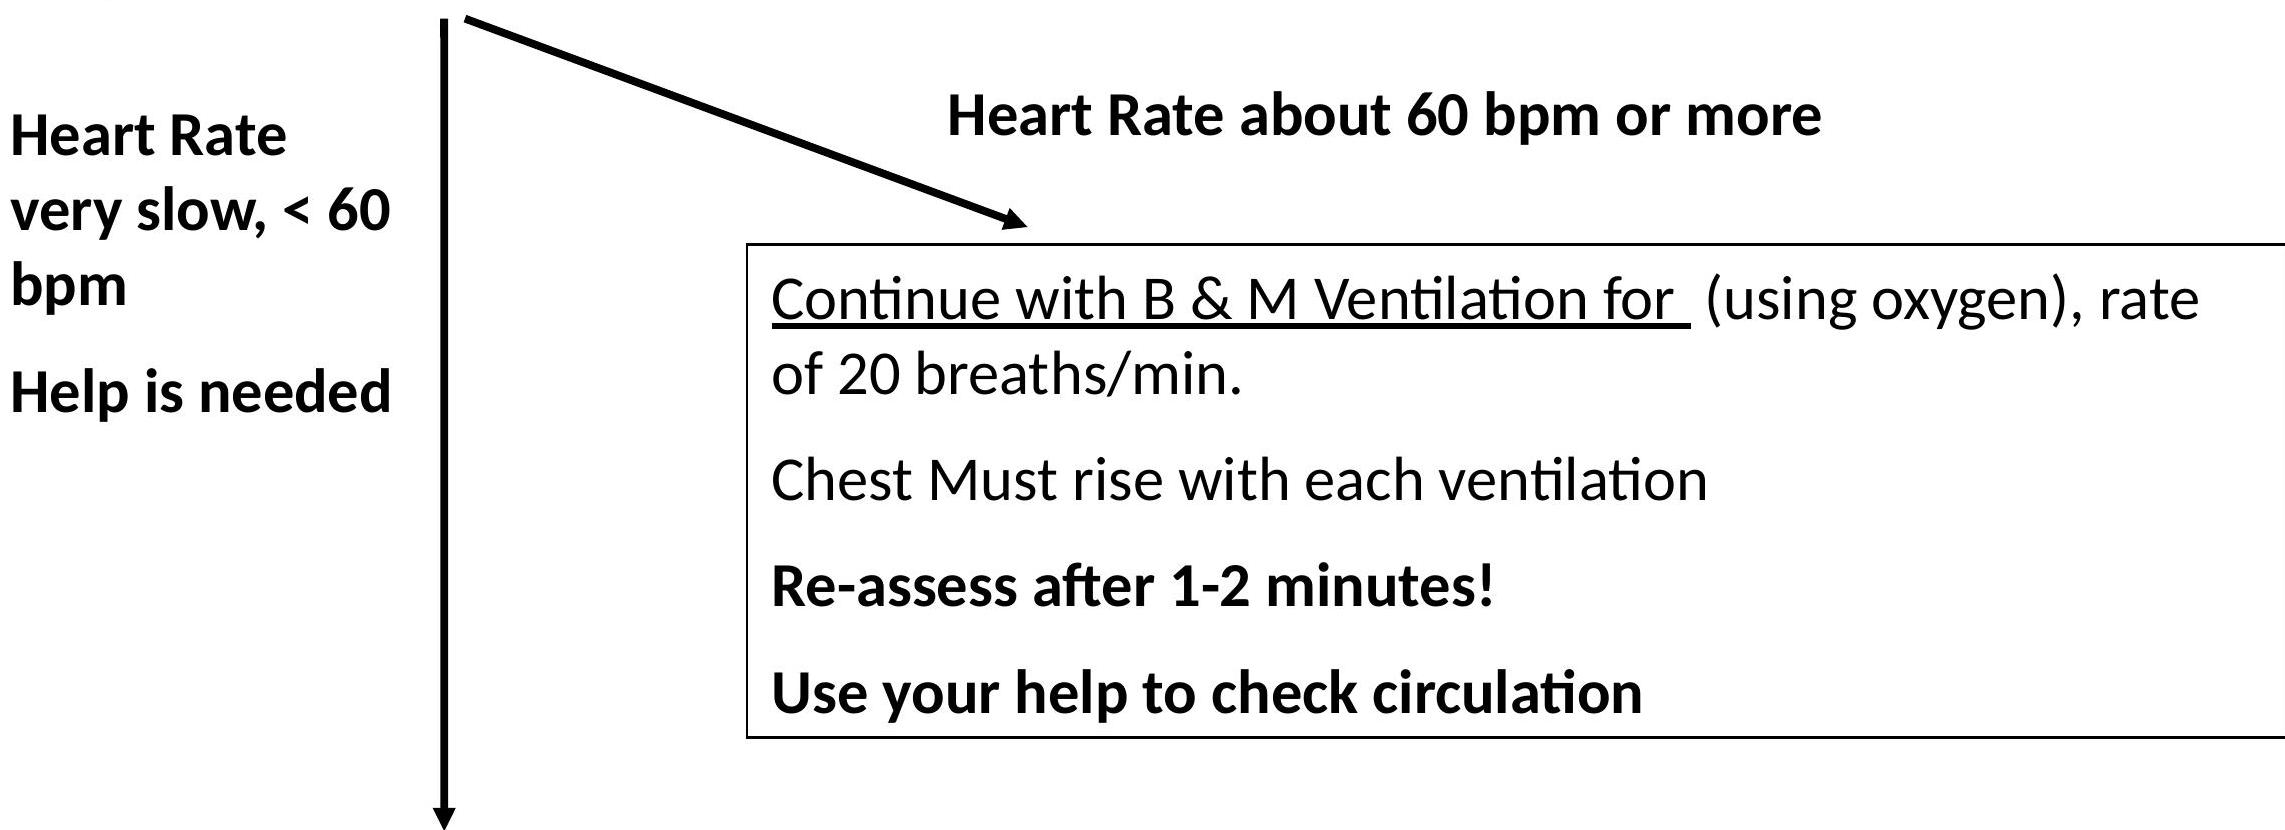 Heart Rate about 60 bpm or more
Heart Rate
very slow, < 60
bpm
Help is needed
Continue with B & M Ventilation for  (using oxygen), rate
of 20 breaths/min.
Chest Must rise with each ventilation
Re-assess after 1-2 minutes!
Use your help to check circulation